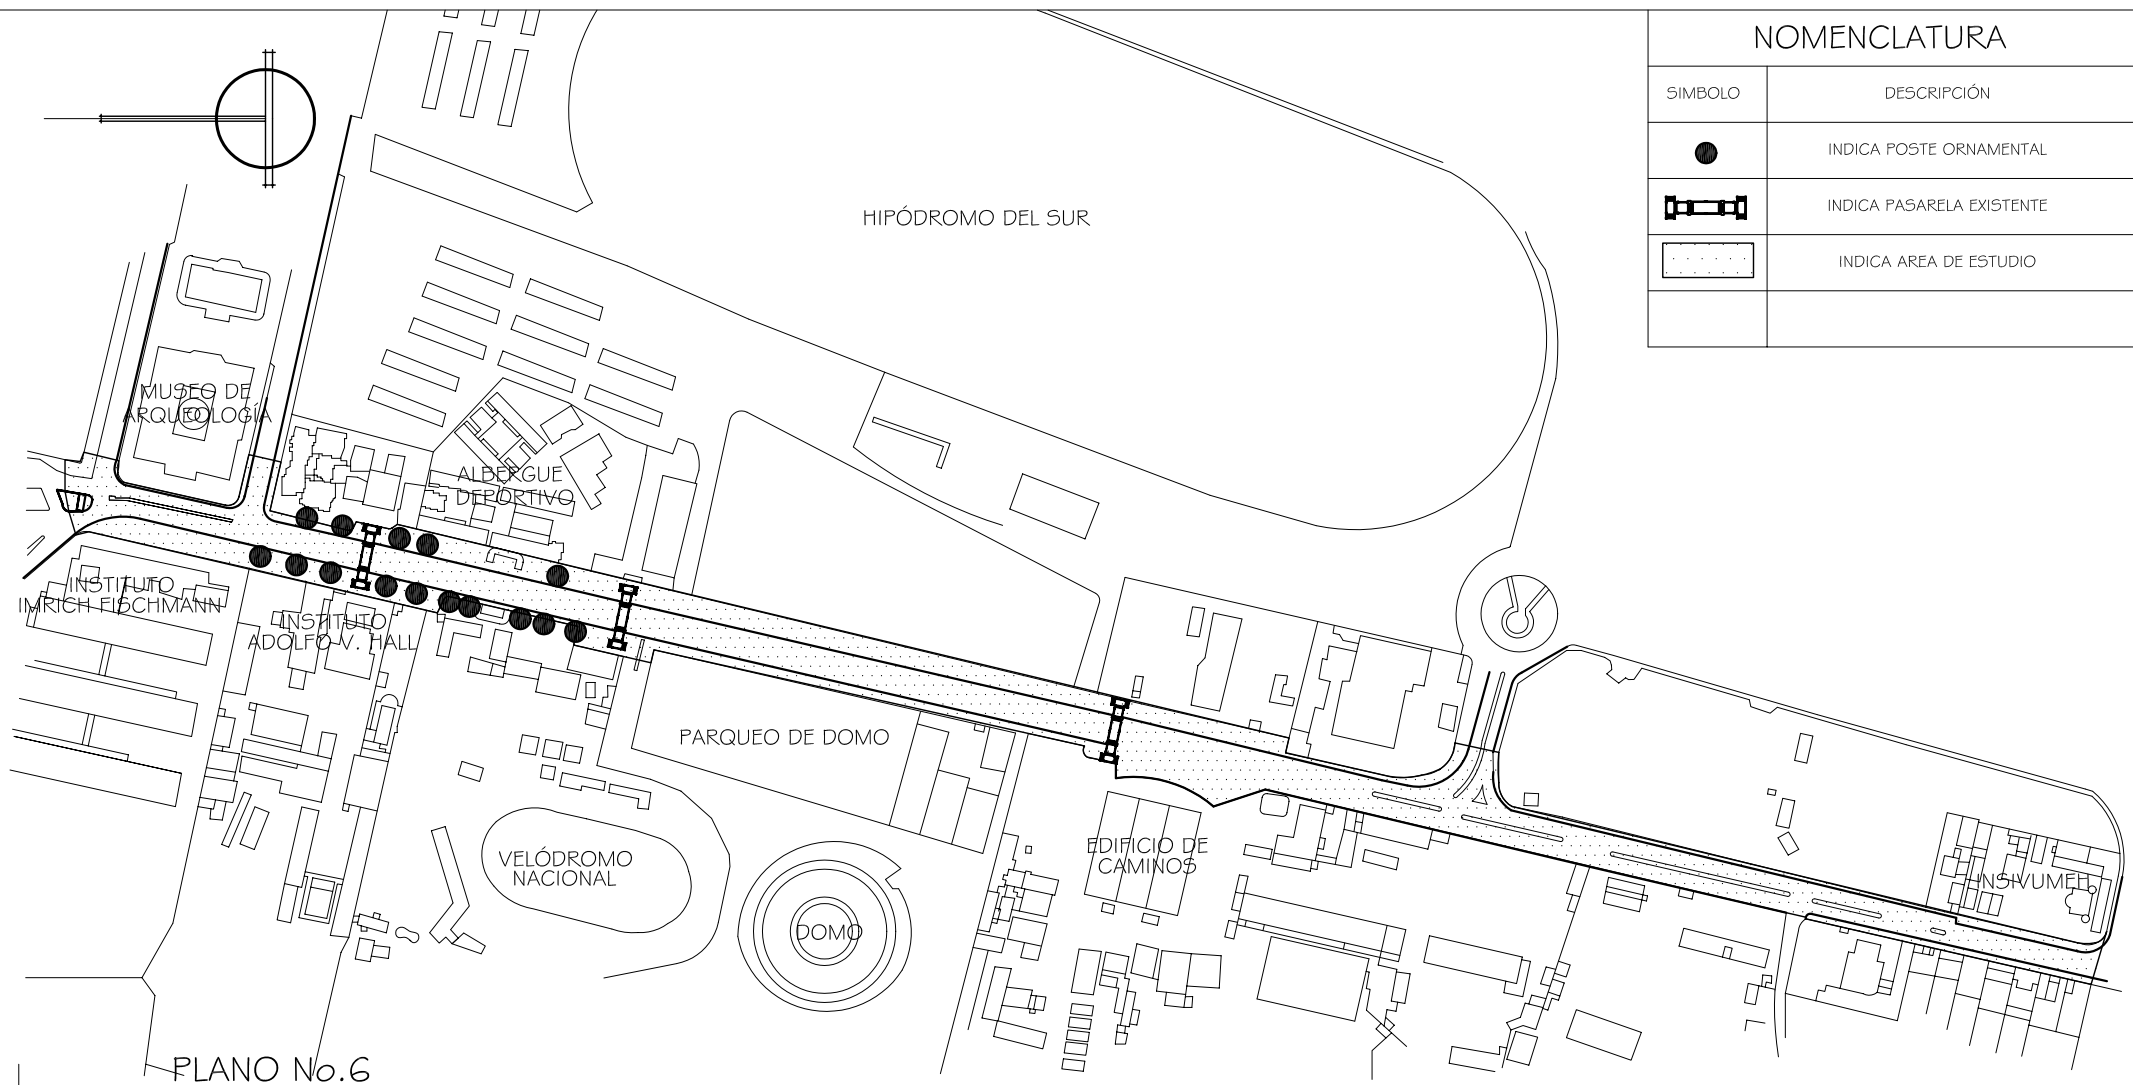 NOMENCLATURA
SIMBOLO
DESCRIPCIÓN
INDICA POSTE ORNAMENTAL
INDICA PASARELA EXISTENTE
INDICA AREA DE ESTUDIO
HIPÓDROMO DEL SUR
MUSEO DE
ARQUEOLOGÍA
ALBERGUE
DEPORTIVO
INSTITUTO
IMRICH FISCHMANN
INSTITUTO
ADOLFO V. HALL
PARQUEO DE DOMO
VELÓDROMO
NACIONAL
DOMO
EDIFICIO DE
CAMINOS
INSIVUMEH
PLANO No.6